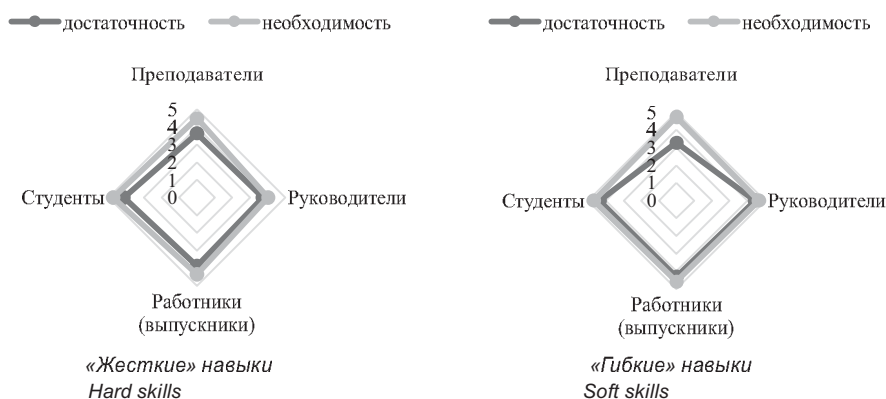 достаточность необходимость
Преподаватели
5
4
3
2
1
0
Студенты
Руководители
Работники
(выпускники)
«Жесткие» навыки
Hard skills
достаточность необходимость
Преподаватели
5
4
3
2
1
0
Студенты
Руководители
Работники
(выпускники)
«Гибкие» навыки
Soft skills